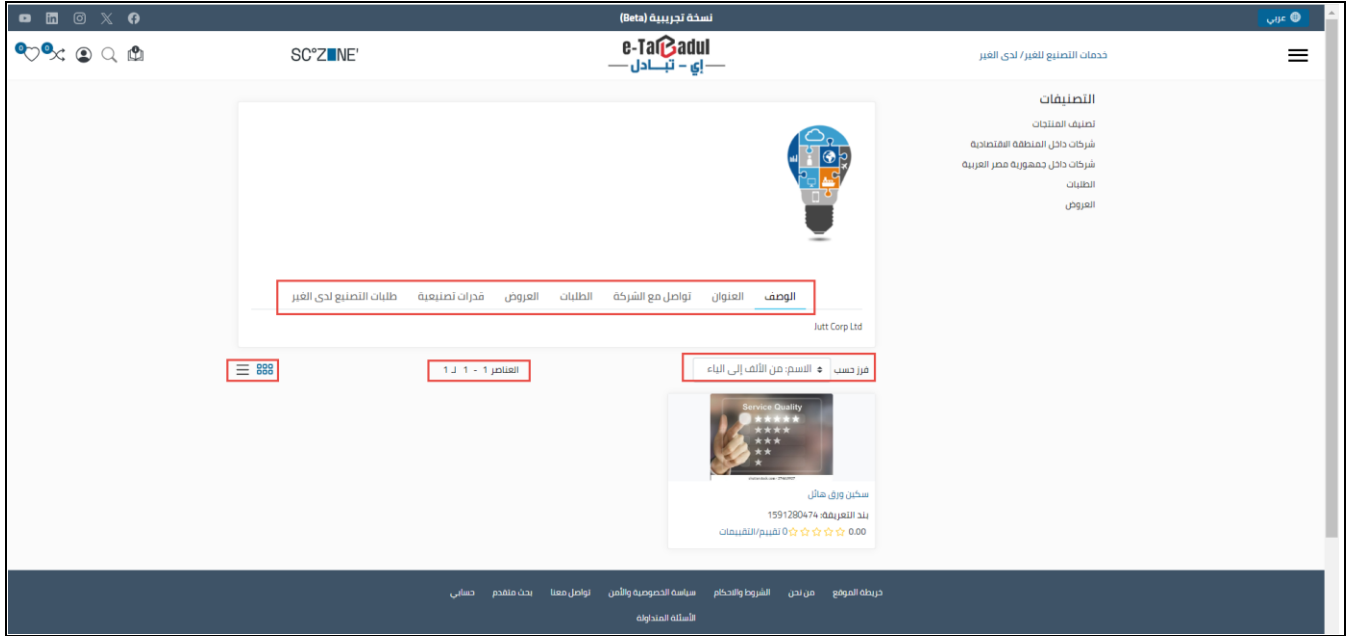 عربي
نسخة تجريبية (Beta)
خدمات التصنيع للغير/ لدى الغير
e-Tabadul
إي - تبـادل
SC°ZONE'
0
0
التصنيفات
تصنيف المنتجات
شركات داخل المنطقة الاقتصادية
شركات داخل جمهورية مصر العربية
الطلبات
العروض
الوصف العنوان تواصل مع الشركة الطلبات العروض قدرات تصنيعية طلبات التصنيع لدى الغير
Jutt Corp Ltd
فرز حسب الاسم: من الألف إلى الياء
العناصر 1 - 1 لـ 1
Service Quality
سكين ورق هائل
بند التعريفة: 1591280474
0.00 0 تقييم/التقييمات
خريطة الموقع من نحن الشروط والاحكام سياسة الخصوصية والأمن تواصل معنا بحث متقدم حسابي
الأسئلة المتداولة